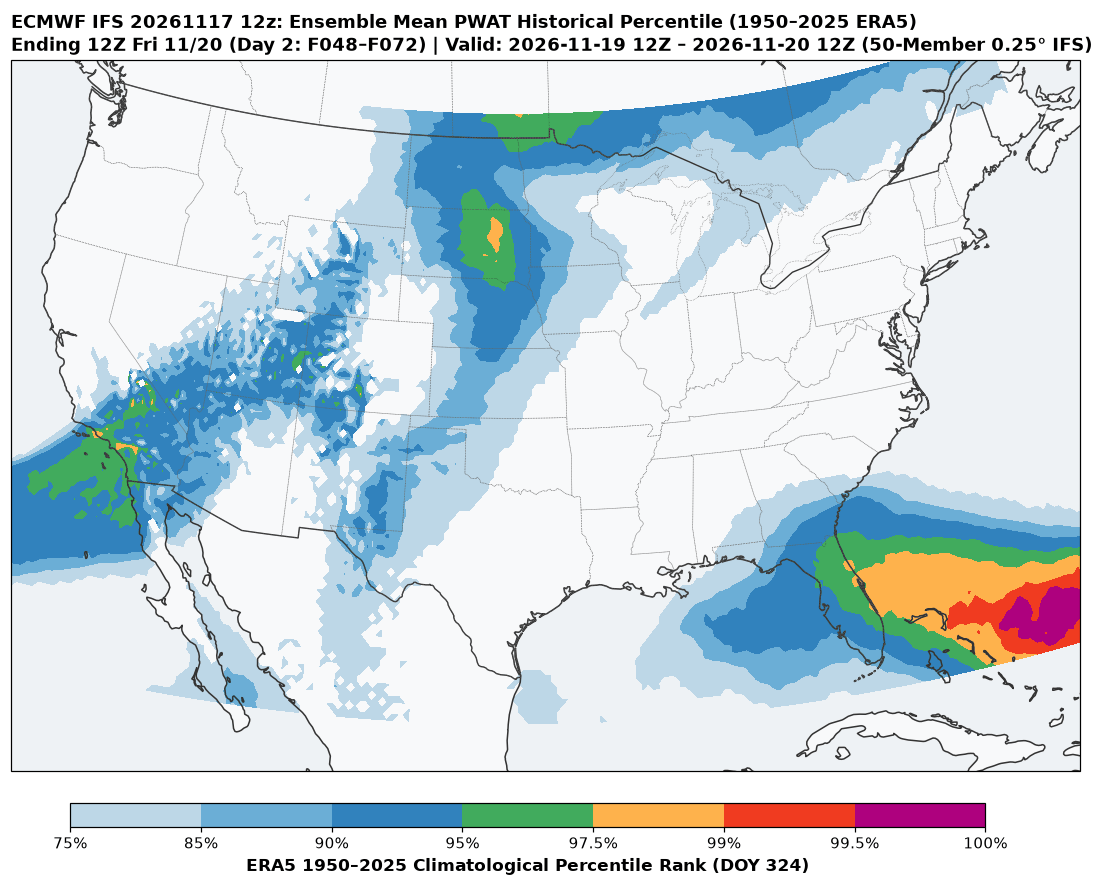 ECMWF IFS 20261117 12z: Ensemble Mean PWAT Historical Percentile (1950–2025 ERA5)
Ending 12Z Fri 11/20 (Day 2: F048–F072) | Valid: 2026-11-19 12Z – 2026-11-20 12Z (50-Member 0.25° IFS)
75% 85% 90% 95% 97.5% 99% 99.5% 100%
ERA5 1950–2025 Climatological Percentile Rank (DOY 324)